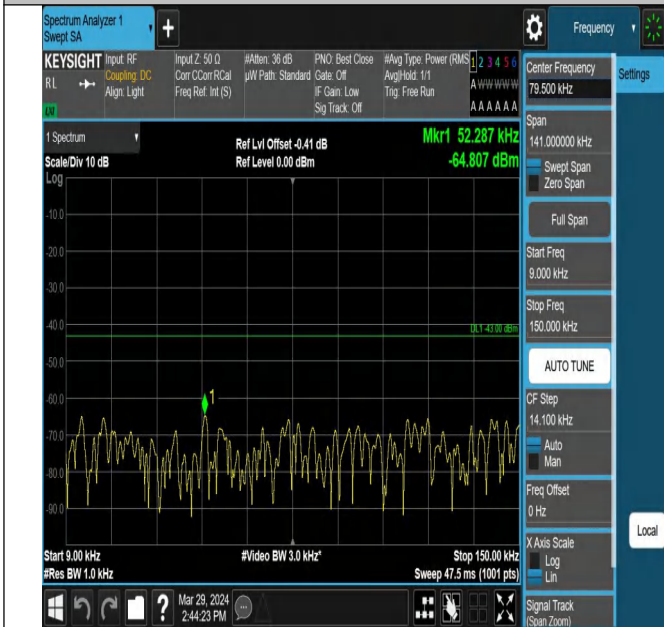 Spectrum Analyzer 1
Swept SA
Frequency
KEYSIGHT
RL
LXI
Input: RF
Coupling: DC
Align: Light
Input Z: 50 Ω
Corr CCorr RCal
Freq Ref: Int (S)
#Atten: 36 dB
µW Path: Standard
PNO: Best Close
Gate: Off
IF Gain: Low
Sig Track: Off
#Avg Type: Power (RMS
Avg|Hold: 1/1
Trig: Free Run
1 2 3 4 5 6
A W W W W W
A A A A A A
1 Spectrum
Scale/Div 10 dB
Log
Ref Lvl Offset -0.41 dB
Ref Level 0.00 dBm
Mkr1 52.287 kHz
-64.807 dBm
-10.0
-20.0
-30.0
-40.0
DL1 -43.00 dBm
-50.0
-60.0
1
-70.0
-80.0
-90.0
Start 9.00 kHz
#Res BW 1.0 kHz
#Video BW 3.0 kHz*
Stop 150.00 kHz
Sweep 47.5 ms (1001 pts)
Mar 29, 2024
2:44:23 PM
Center Frequency
79.500 kHz
Settings
Span
141.000000 kHz
Swept Span
Zero Span
Full Span
Start Freq
9.000 kHz
Stop Freq
150.000 kHz
AUTO TUNE
CF Step
14.100 kHz
Auto
Man
Freq Offset
0 Hz
Local
X Axis Scale
Log
Lin
Signal Track
(Span Zoom)